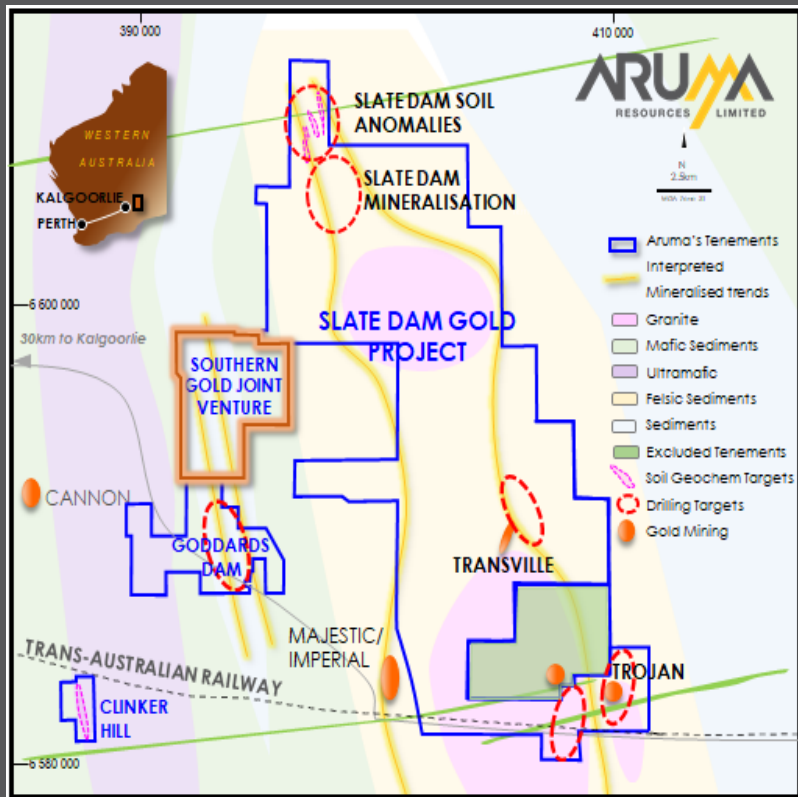 390 000
410 000
ARUMA
RESOURCES LIMITED
WESTERN
AUSTRALIA
KALGOORLIE
PERTH
SLATE DAM SOIL
ANOMALIES
SLATE DAM
MINERALISATION
N
2.5km
6 600 000
30km to Kalgoorlie
SLATE DAM GOLD
PROJECT
SOUTHERN
GOLD JOINT
VENTURE
Aruma's Tenements
Interpreted
Mineralised trends
Granite
Mafic Sediments
Ultramafic
Felsic Sediments
Sediments
Excluded Tenements
Soil Geochem Targets
Drilling Targets
Gold Mining
CANNON
GODDARDS
DAM
TRANSVILLE
MAJESTIC/
IMPERIAL
TRANS-AUSTRALIAN RAILWAY
TROJAN
CLINKER
HILL
6 580 000